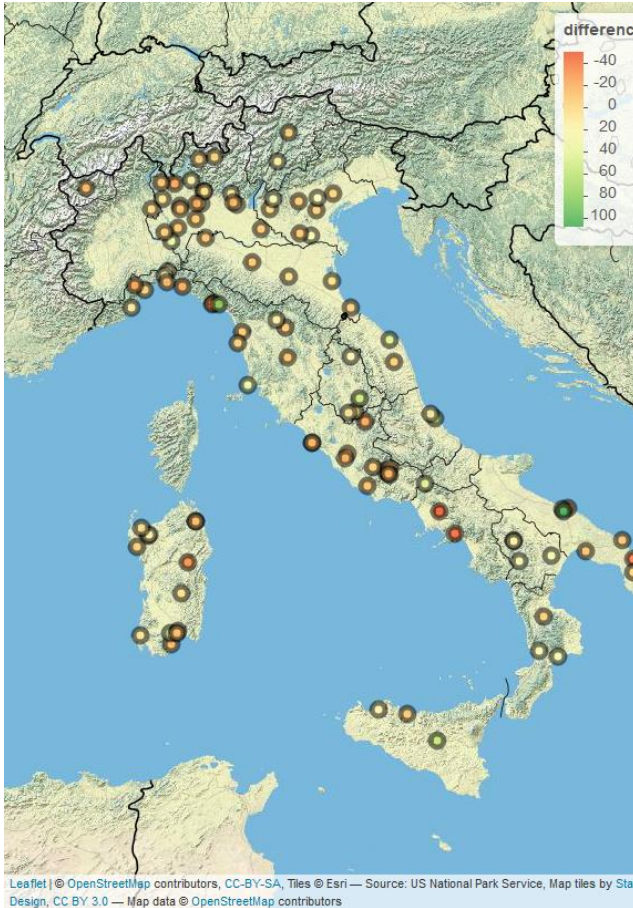 differenc
-40
-20
0
20
40
60
80
100
Leaflet | © OpenStreetMap contributors, CC-BY-SA, Tiles © Esri — Source: US National Park Service, Map tiles by Sta
Design, CC BY 3.0 — Map data © OpenStreetMap contributors